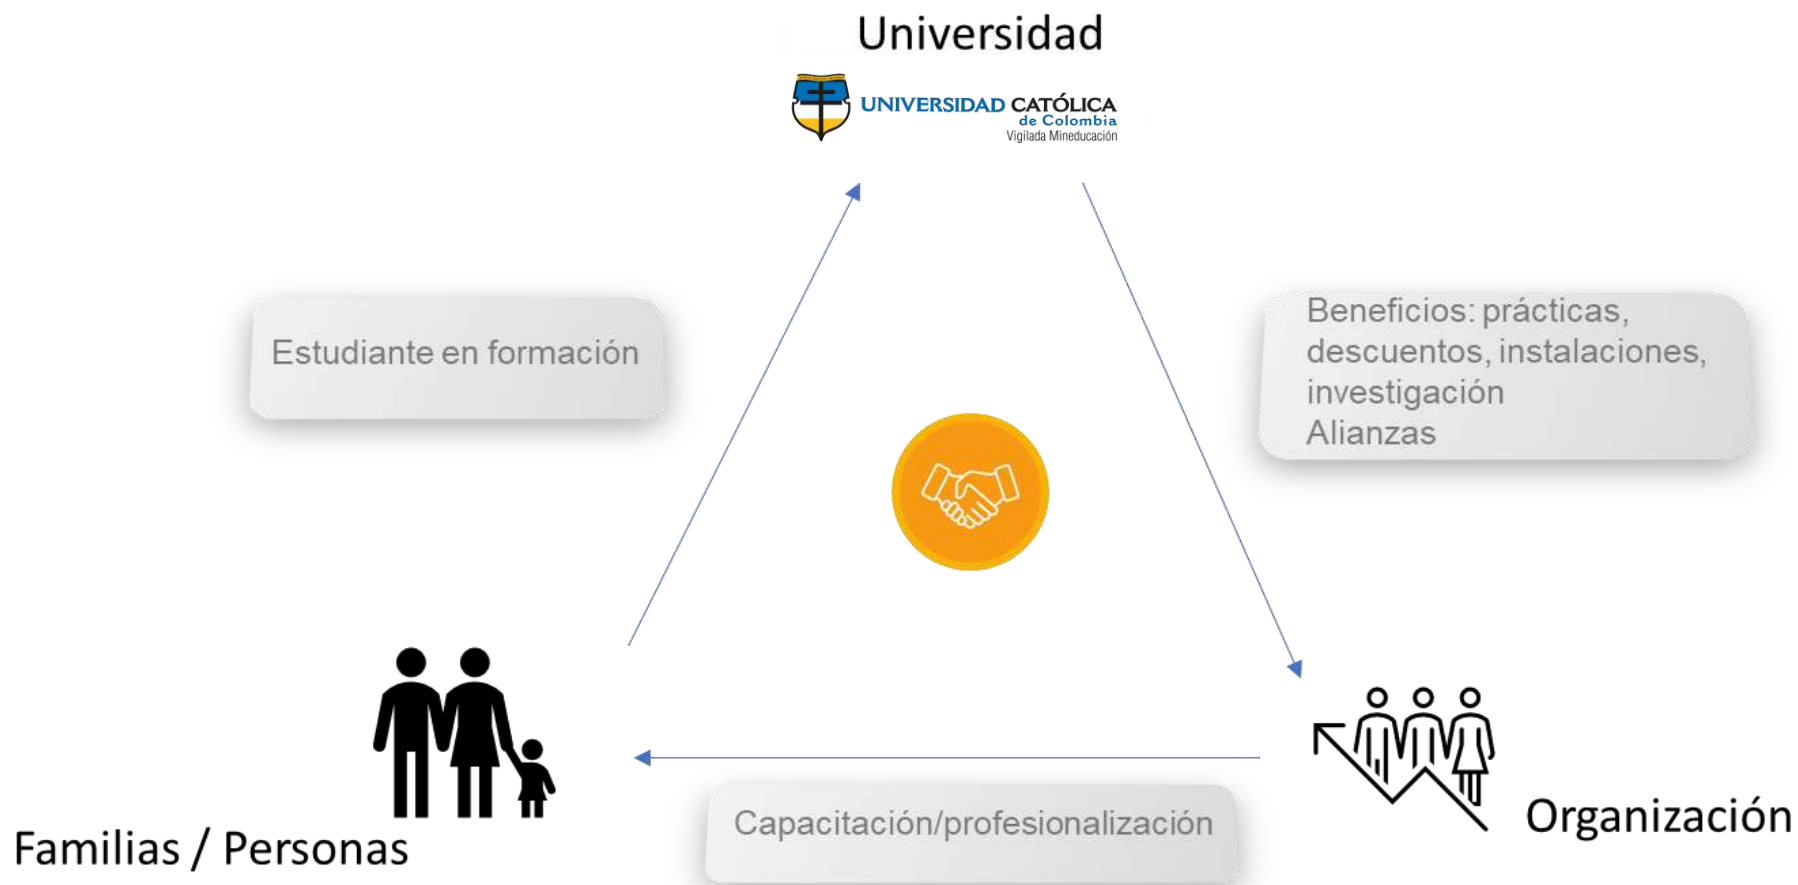 Universidad
UNIVERSIDAD CATÓLICA
de Colombia
Vigilada Mineducación
Estudiante en formación
Beneficios: prácticas,
descuentos, instalaciones,
investigación
Alianzas
Capacitación/profesionalización
Organización
Familias / Personas